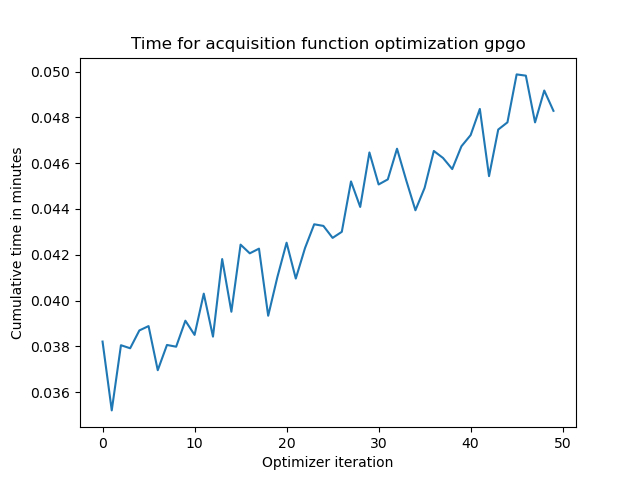 Time for acquisition function optimization gpgo
0.050
0.048
0.046
0.044
0.042
0.040
0.038
0.036
Cumulative time in minutes
0 10 20 30 40 50
Optimizer iteration